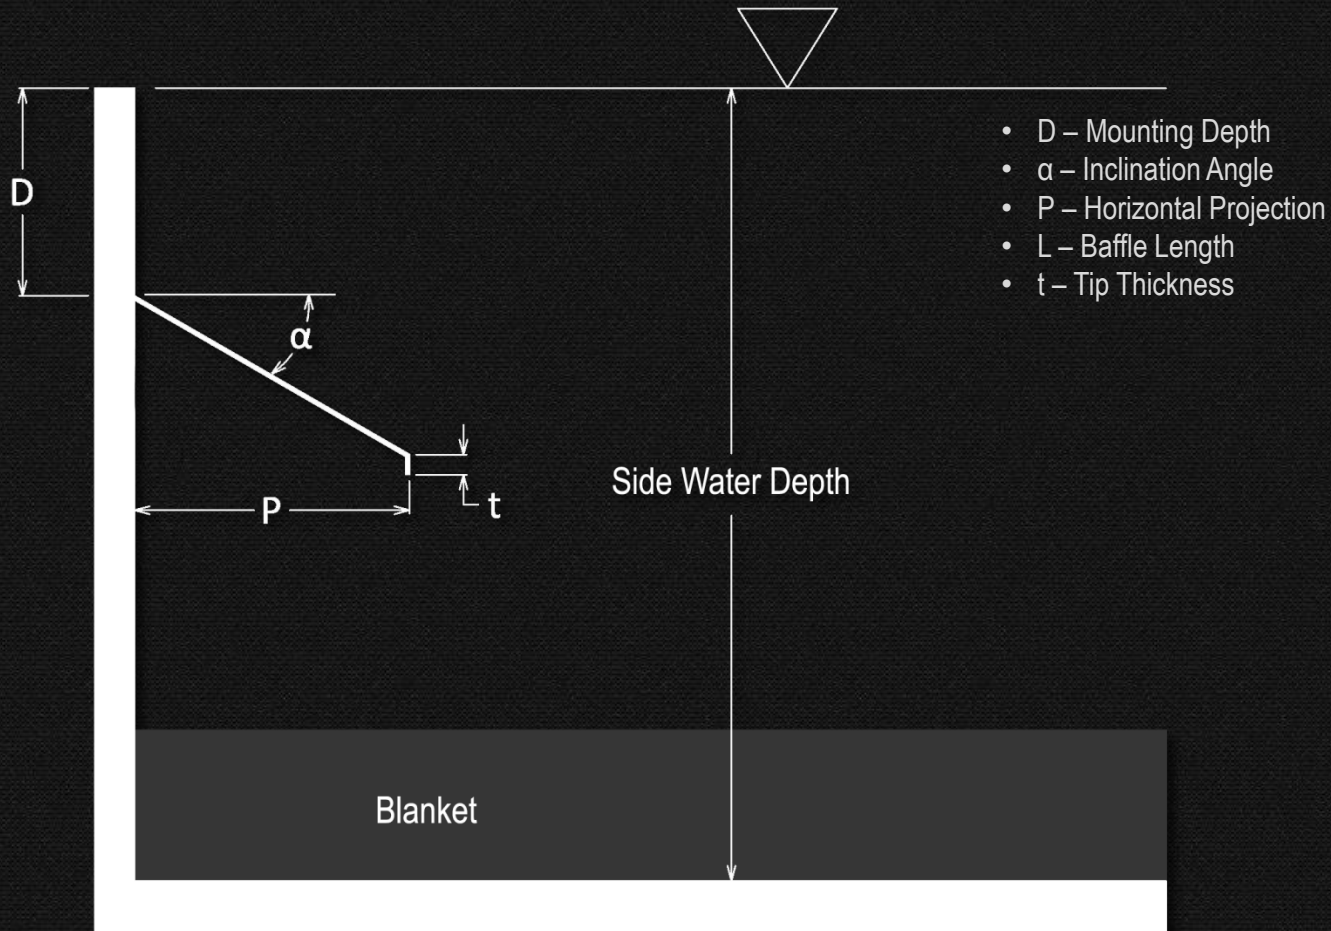 D
α
P
t
Side Water Depth
Blanket
• D – Mounting Depth
• α – Inclination Angle
• P – Horizontal Projection
• L – Baffle Length
• t – Tip Thickness